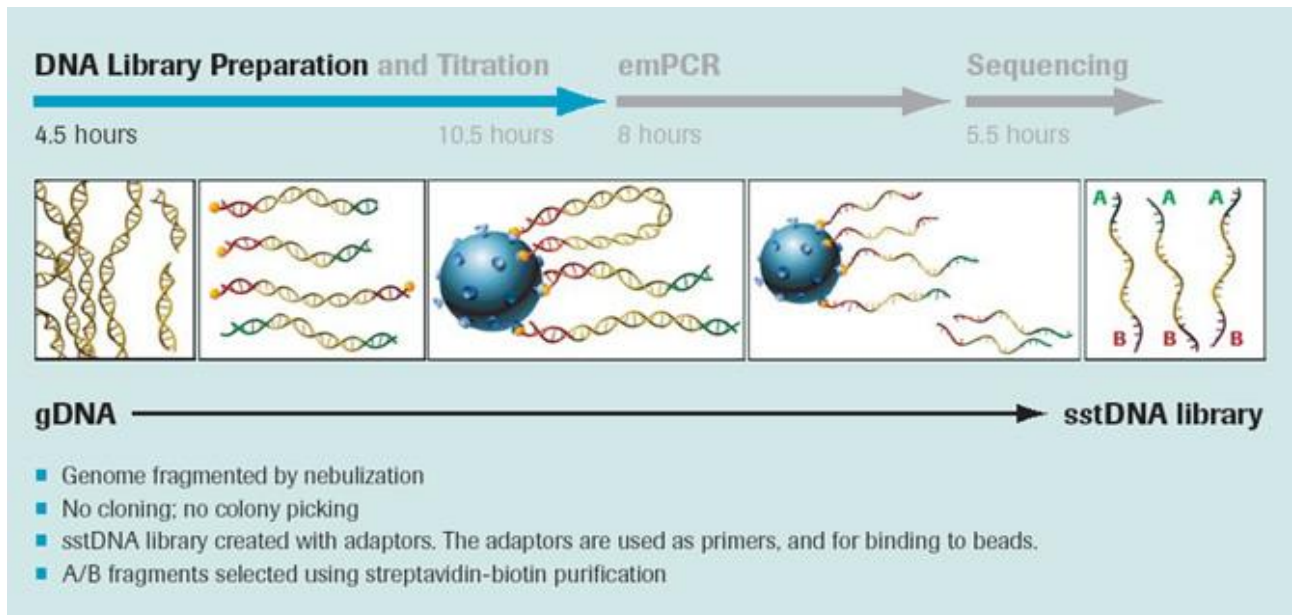 DNA Library Preparation and Titration emPCR Sequencing
4.5 hours 10.5 hours 8 hours 5.5 hours
A A A
B B B
gDNA sstDNA library
Genome fragmented by nebulization
No cloning; no colony picking
sstDNA library created with adaptors. The adaptors are used as primers, and for binding to beads.
A/B fragments selected using streptavidin-biotin purification